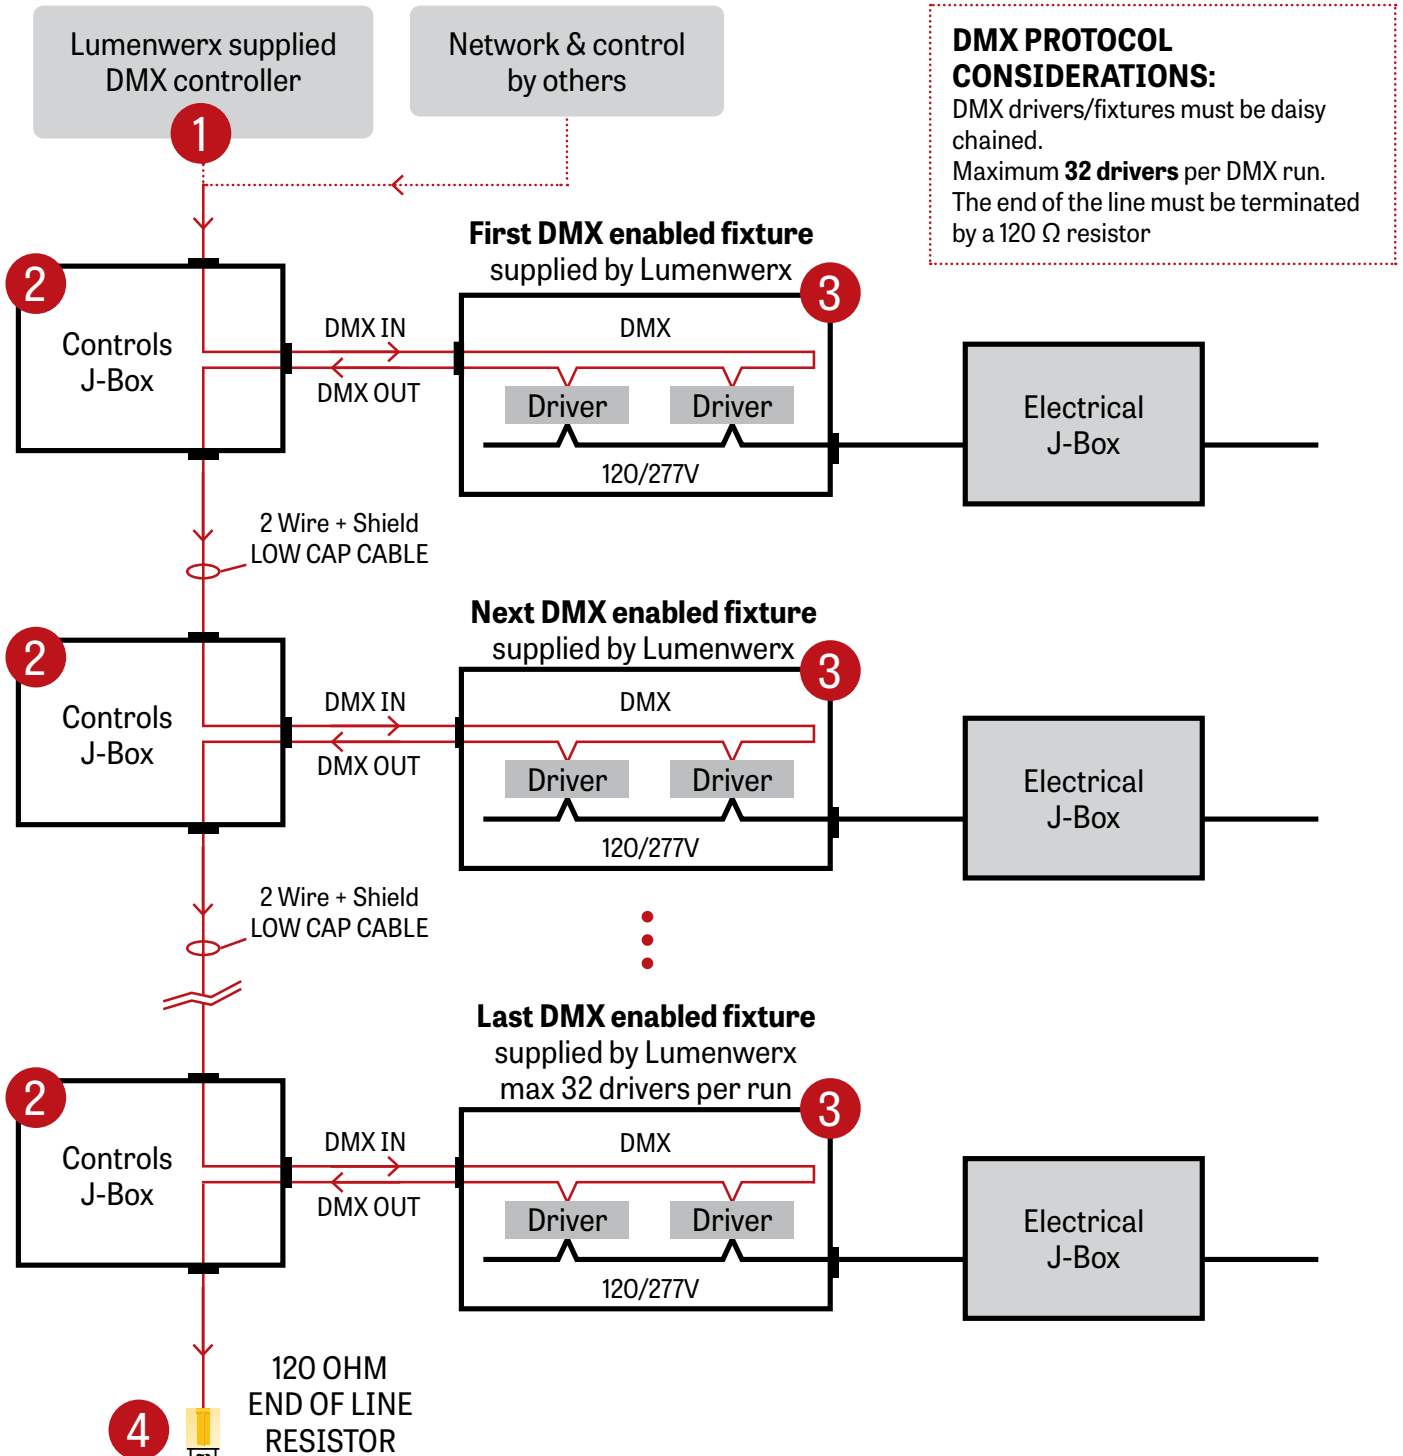 Lumenwerx supplied
DMX controller
1
Network & control
by others
DMX PROTOCOL
CONSIDERATIONS:
DMX drivers/fixtures must be daisy
chained.
Maximum 32 drivers per DMX run.
The end of the line must be terminated
by a 120 Ω resistor
First DMX enabled fixture
supplied by Lumenwerx
2
Controls
J-Box
DMX IN
DMX OUT
3
DMX
Driver
Driver
120/277V
Electrical
J-Box
2 Wire + Shield
LOW CAP CABLE
Next DMX enabled fixture
supplied by Lumenwerx
2
Controls
J-Box
DMX IN
DMX OUT
3
DMX
Driver
Driver
120/277V
Electrical
J-Box
2 Wire + Shield
LOW CAP CABLE
Last DMX enabled fixture
supplied by Lumenwerx
max 32 drivers per run
2
Controls
J-Box
DMX IN
DMX OUT
3
DMX
Driver
Driver
120/277V
Electrical
J-Box
4
120 OHM
END OF LINE
RESISTOR